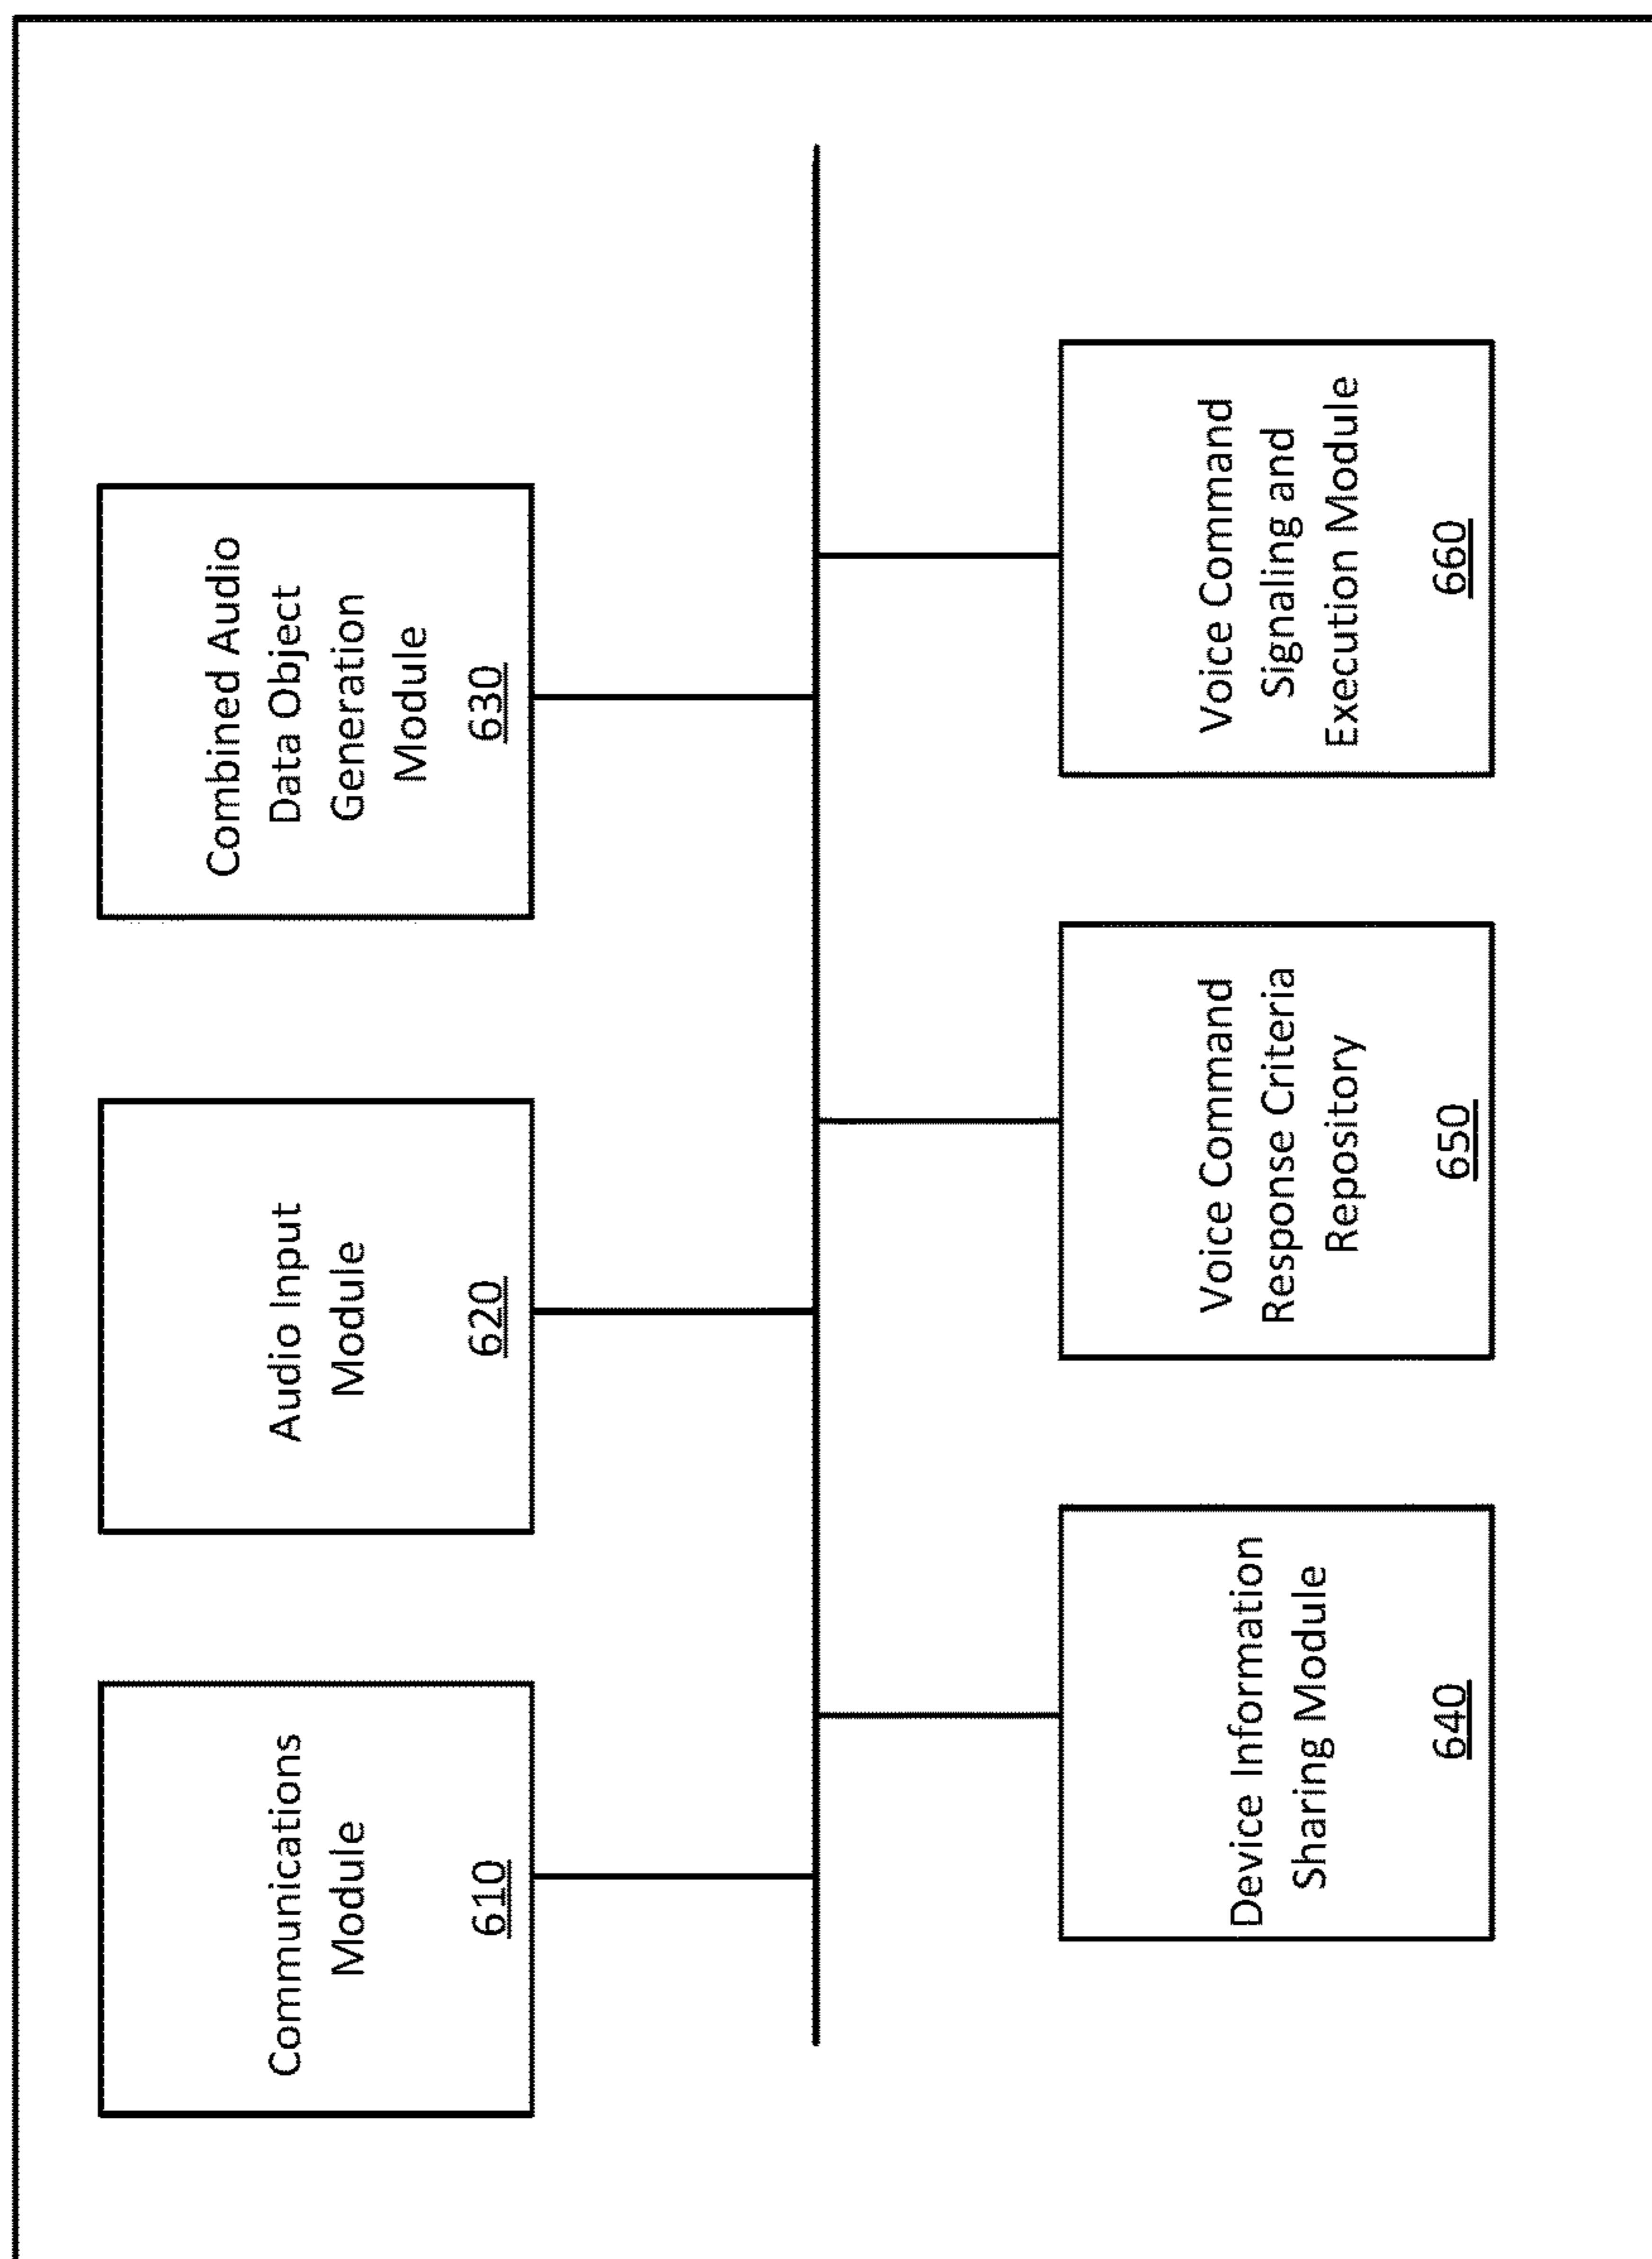 Communications
Module
610
Audio Input
Module
620
Combined Audio
Data Object
Generation
Module
630
Device Information
Sharing Module
640
Voice Command
Response Criteria
Repository
650
Voice Command
Signaling and
Execution Module
660